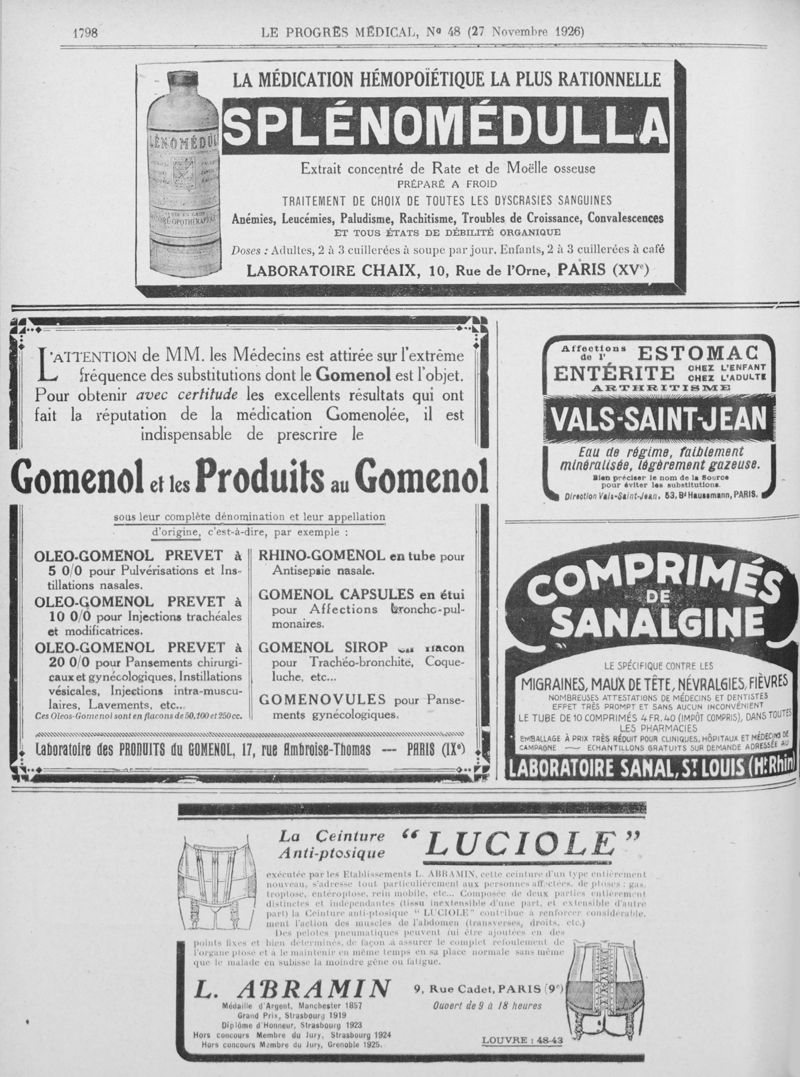 1798
LE PROGRÈS MÉDICAL, No 48 (27 Novembre 1926)
LA MÉDICATION HÉMOPOÏÉTIQUE LA PLUS RATIONNELLE
SPLÉNOMÉDULLA
Extrait concentré de Rate et de Moëlle osseuse
PRÉPARÉ A FROID
TRAITEMENT DE CHOIX DE TOUTES LES DYSCRASIES SANGUINES
Anémies, Leucémies, Paludisme, Rachitisme, Troubles de Croissance, Convalescences
ET TOUS ÉTATS DE DÉBILITÉ ORGANIQUE
Doses : Adultes, 2 à 3 cuillerées à soupe par jour. Enfants, 2 à 3 cuillerées à café
LABORATOIRE CHAIX, 10, Rue de l'Orne, PARIS (XVe)
L'ATTENTION de MM. les Médecins est attirée sur l'extrême
fréquence des substitutions dont le Gomenol est l'objet.
Pour obtenir avec certitude les excellents résultats qui ont
fait la réputation de la médication Gomenolée, il est
indispensable de prescrire le
Gomenol et les Produits au Gomenol
sous leur complète dénomination et leur appellation
d'origine, c'est-à-dire, par exemple :
OLEO-GOMENOL PREVET à
5 0/0 pour Pulvérisations et Ins-
tillations nasales.
OLEO-GOMENOL PREVET à
10 0/0 pour Injections trachéales
et modificatrices.
OLEO-GOMENOL PREVET à
20 0/0 pour Pansements chirurgi-
caux et gynécologiques, Instillations
vésicales, Injections intra-muscu-
laires, Lavements, etc..
Ces Oleos-Gomenol sont en flacons de 50, 100 et 250 cc.
RHINO-GOMENOL en tube pour
Antisepsie nasale.
GOMENOL CAPSULES en étui
pour Affections broncho-pul-
monaires.
GOMENOL SIROP en flacon
pour Trachéo-bronchite, Coque-
luche, etc...
GOMENOVULES pour Panse-
ments gynécologiques.
Laboratoire des PRODUITS du GOMENOL, 17, rue Ambroise-Thomas — PARIS (IXe)
Affections de l' ESTOMAC
ENTÉRITE CHEZ L'ENFANT CHEZ L'ADULTE
ARTHRITISME
VALS-SAINT-JEAN
Eau de régime, faiblement
minéralisée, légèrement gazeuse.
Bien préciser le nom de la Source
pour éviter les substitutions.
Direction Vals-Saint-Jean, 53, Bd Haussmann, PARIS.
COMPRIMÉS
DE
SANALGINE
LE SPÉCIFIQUE CONTRE LES
MIGRAINES, MAUX DE TÊTE, NÉVRALGIES, FIÈVRES
NOMBREUSES ATTESTATIONS DE MÉDECINS ET DENTISTES
EFFET TRÈS PROMPT ET SANS AUCUN INCONVÉNIENT
LE TUBE DE 10 COMPRIMÉS 4 FR. 40 (IMPÔT COMPRIS), DANS TOUTES
LES PHARMACIES
EMBALLAGE À PRIX TRÈS RÉDUIT POUR CLINIQUES, HÔPITAUX ET MÉDECINS DE
CAMPAGNE — ECHANTILLONS GRATUITS SUR DEMANDE ADRESSÉE AU
LABORATOIRE SANAL, ST LOUIS (Ht Rhin)
La Ceinture
Anti-ptosique
“LUCIOLE”
exécutée par les Etablissements L. ABRAMIN, cette ceinture d'un type entièrement
nouveau, s'adresse tout particulièrement aux personnes affectées, de ptoses : gas
troptose, entéroptose, rein mobile, etc... Composée de deux parties entièrement
distinctes et indépendantes (tissu inextensible d'une part, et extensible d'autre
part) la Ceinture anti-ptosique “ LUCIOLE” contribue à renforcer considérable.
ment l'action des muscles de l'abdomen (transverses, droits, etc.)
Des pelotes pneumatiques peuvent lui être ajoutées en des
points fixes et bien déterminés, de façon à assurer le complet refoulement de
l'organe ptosé et à le maintenir en même temps en sa place normale sans même
que le malade en subisse la moindre gêne ou fatigue.
L. ABRAMIN
Médaille d'Argent, Manchester 1857
Grand Prix, Strasbourg 1919
Diplôme d'Honneur, Strasbourg 1923
Hors concours Membre du Jury, Strasbourg 1924
Hors concours Membre du Jury, Grenoble 1925.
9, Rue Cadet, PARIS (9e)
Ouvert de 9 à 18 heures
LOUVRE : 48-43